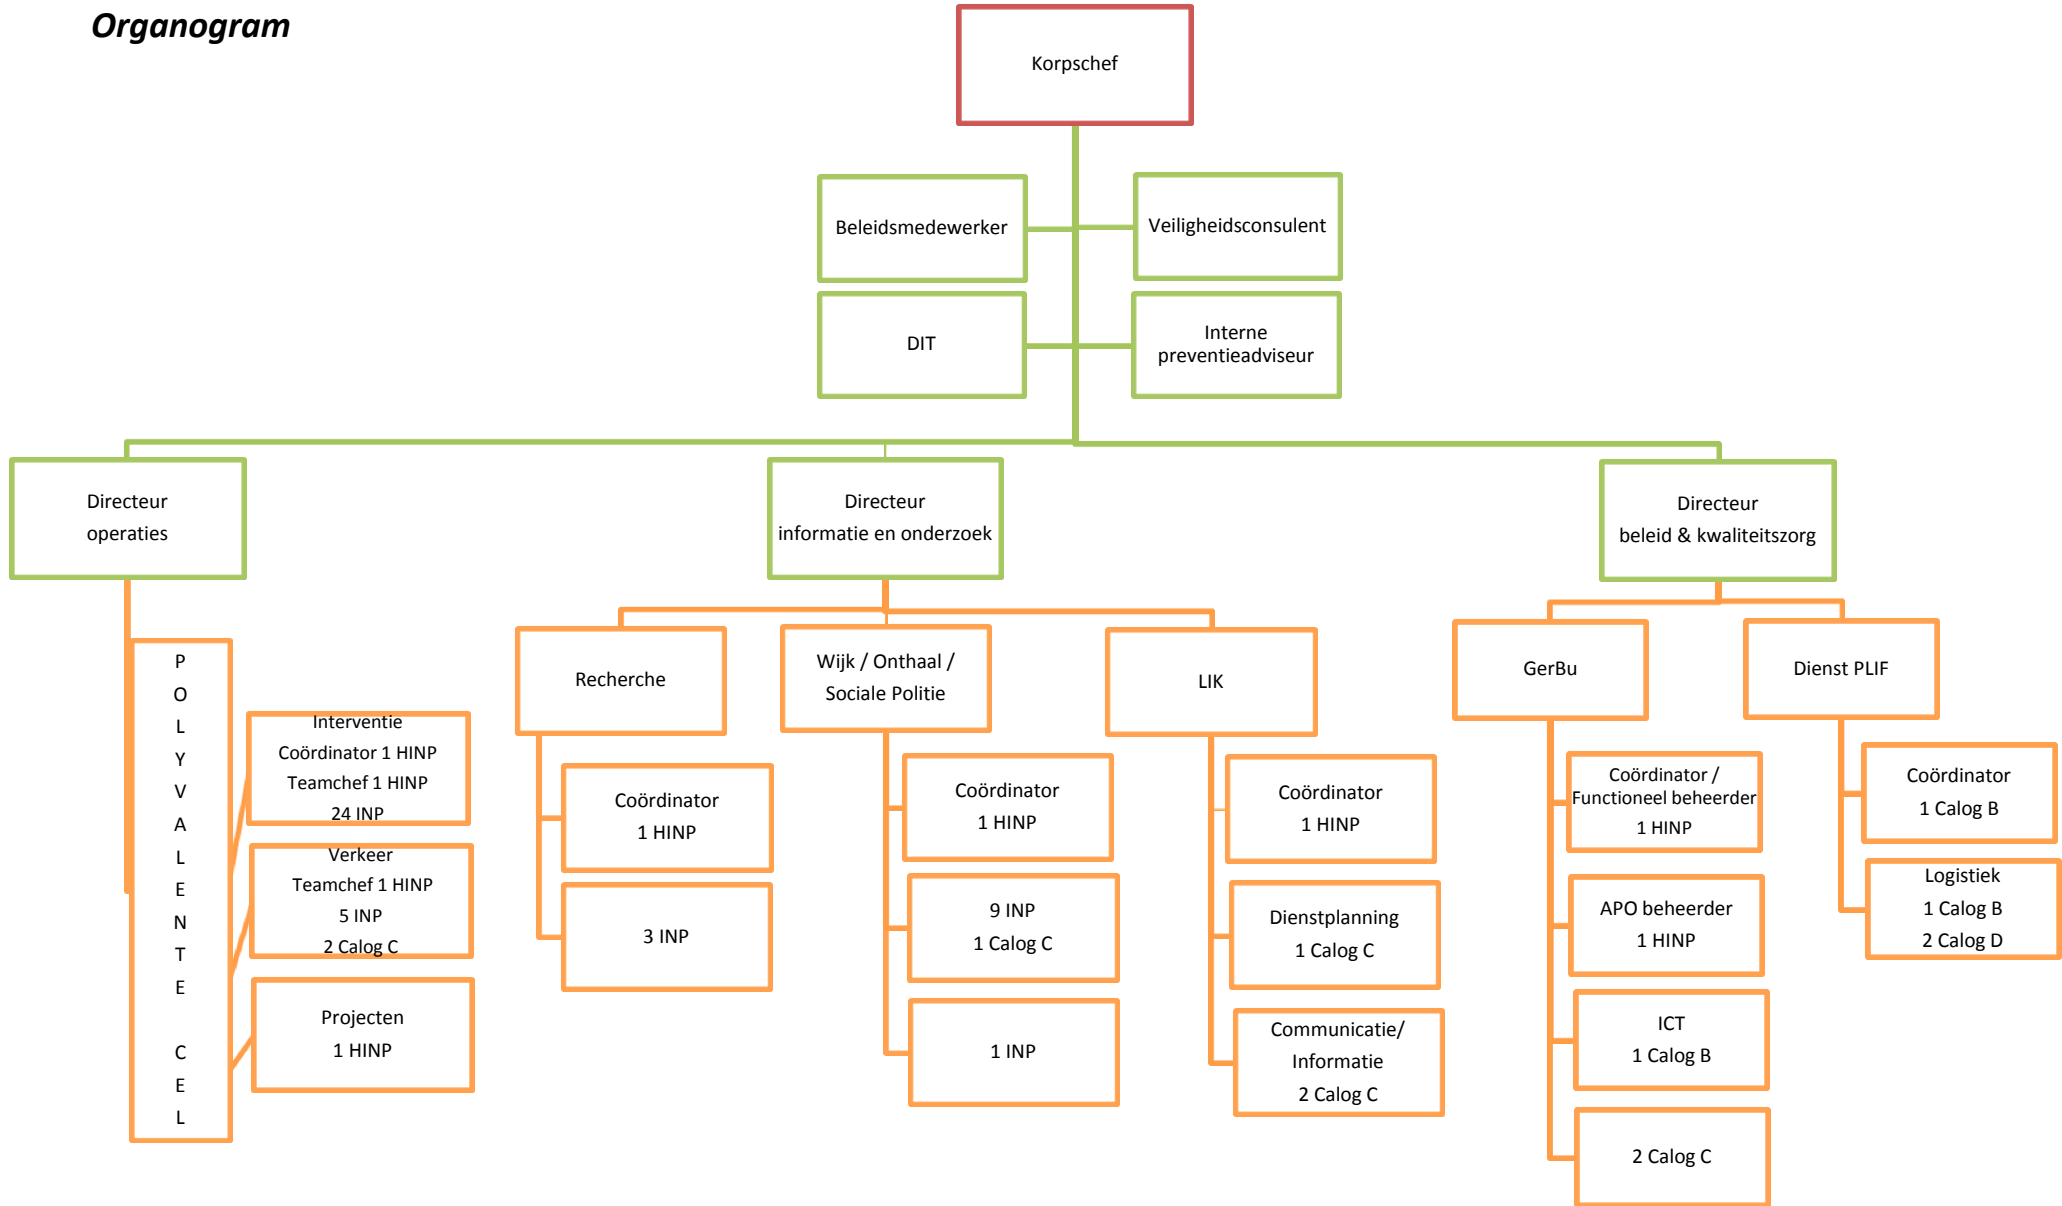 Organogram
Korpschef
Beleidsmedewerker
Veiligheidsconsulent
DIT
Interne
preventieadviseur
Directeur
operaties
Directeur
informatie en onderzoek
Directeur
beleid & kwaliteitszorg
P
O
L
Y
V
A
L
E
N
T
E
C
E
L
Interventie
Coördinator 1 HINP
Teamchef 1 HINP
24 INP
Verkeer
Teamchef 1 HINP
5 INP
2 Calog C
Projecten
1 HINP
Recherche
Coördinator
1 HINP
3 INP
Wijk / Onthaal /
Sociale Politie
Coördinator
1 HINP
9 INP
1 Calog C
1 INP
LIK
Coördinator
1 HINP
Dienstplanning
1 Calog C
Communicatie/
Informatie
2 Calog C
GerBu
Coördinator /
Functioneel beheerder
1 HINP
APO beheerder
1 HINP
ICT
1 Calog B
2 Calog C
Dienst PLIF
Coördinator
1 Calog B
Logistiek
1 Calog B
2 Calog D